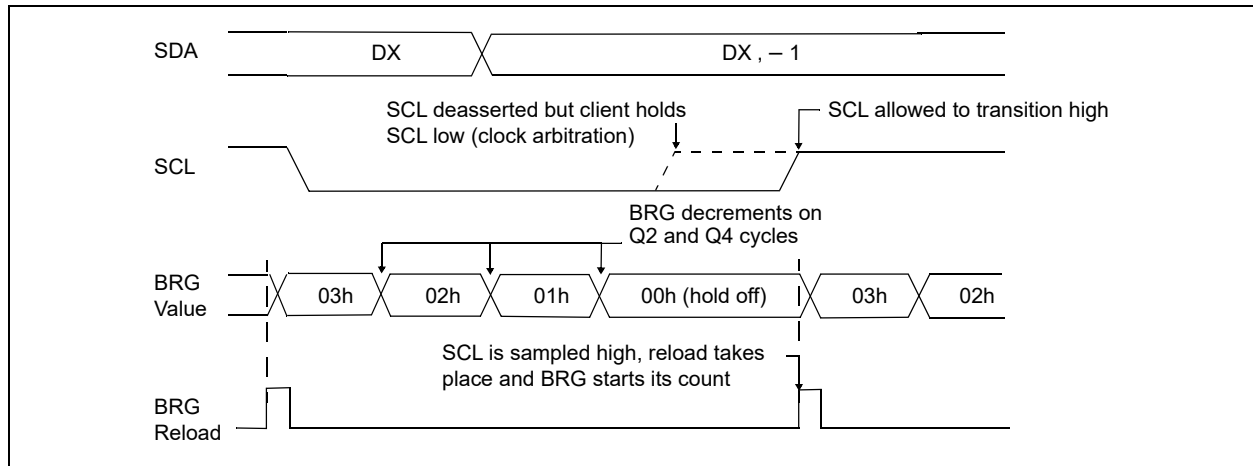 SDA
DX
DX , – 1
SCL deasserted but client holds
SCL low (clock arbitration)
SCL allowed to transition high
SCL
BRG decrements on
Q2 and Q4 cycles
BRG
Value
03h
02h
01h
00h (hold off)
03h
02h
SCL is sampled high, reload takes
place and BRG starts its count
BRG
Reload